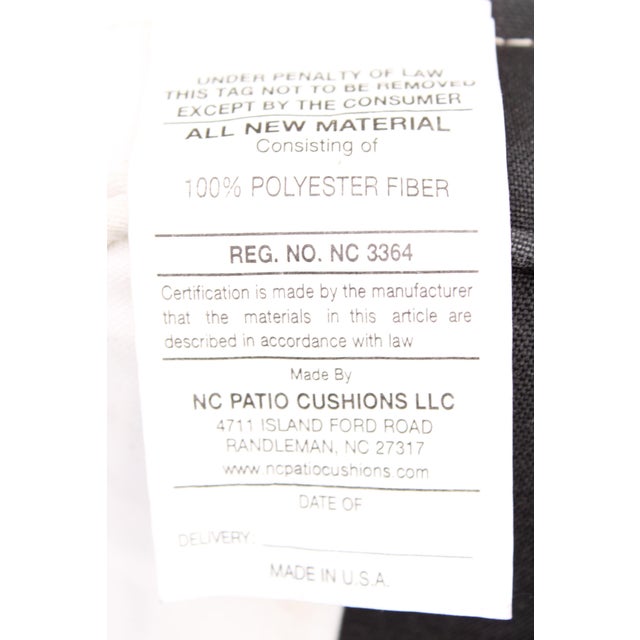 UNDER PENALTY OF LAW
THIS TAG NOT TO BE REMOVED
EXCEPT BY THE CONSUMER
ALL NEW MATERIAL
Consisting of
100% POLYESTER FIBER
REG. NO. NC 3364
Certification is made by the manufacturer
that the materials in this article are
described in accordance with law
Made By
NC PATIO CUSHIONS LLC
4711 ISLAND FORD ROAD
RANDLEMAN, NC 27317
www.ncpatiocushions.com
DATE OF
DELIVERY:
MADE IN U.S.A.